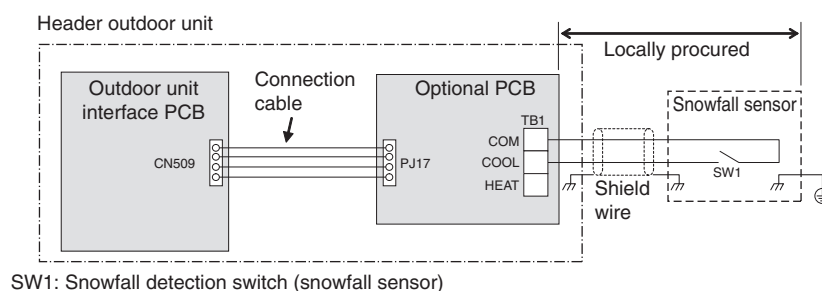 Header outdoor unit
Locally procured
Outdoor unit
interface PCB
Connection
cable
Optional PCB
Snowfall sensor
TB1
COM
CN509
PJ17
COOL
SW1
HEAT
Shield
wire
SW1: Snowfall detection switch (snowfall sensor)